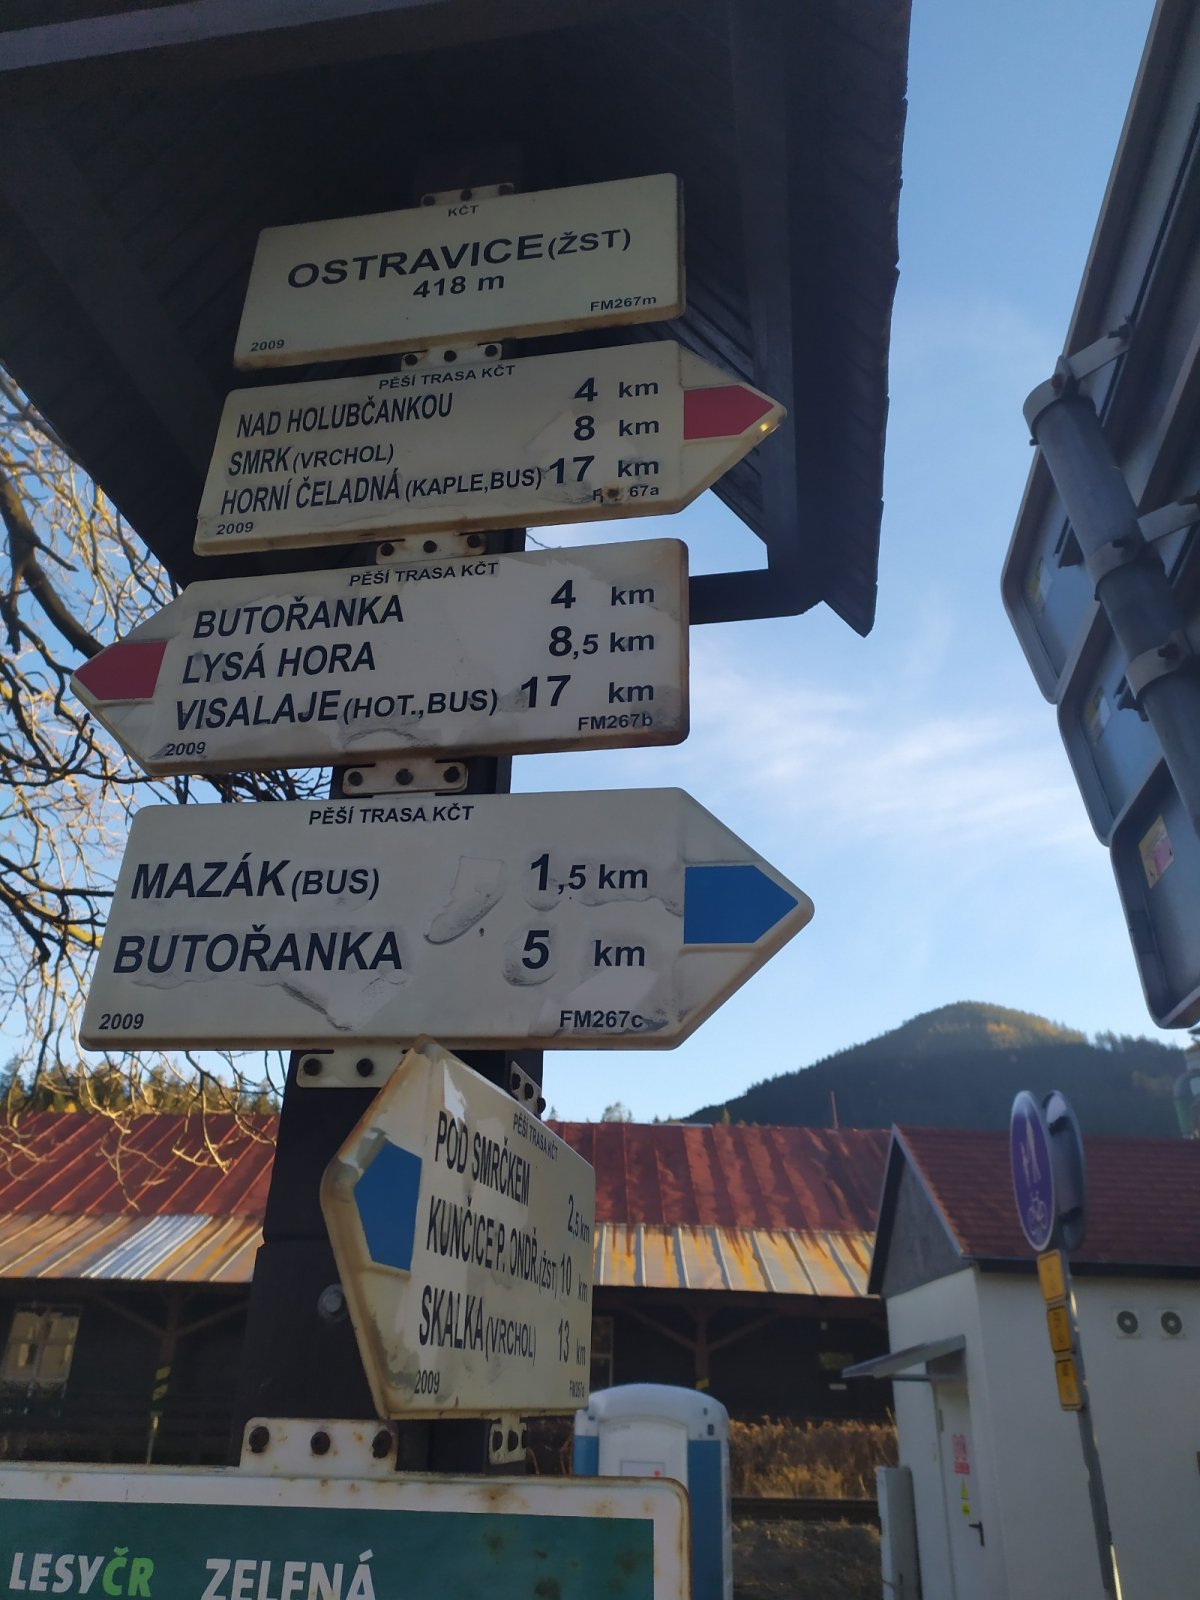 KČT
OSTRAVICE(ŽST)
418 m
2009 FM267m
PĚŠÍ TRASA KČT
NAD HOLUBČANKOU 4 km
SMRK(VRCHOL) 8 km
HORNÍ ČELADNÁ(KAPLE,BUS) 17 km
2009 67a
PĚŠÍ TRASA KČT
BUTOŘANKA 4 km
LYSÁ HORA 8,5 km
VISALAJE(HOT.,BUS) 17 km
2009 FM267b
PĚŠÍ TRASA KČT
MAZÁK(BUS) 1,5 km
BUTOŘANKA 5 km
2009 FM267c
PĚŠÍ TRASA KČT
POD SMRČKEM 2,5 km
KUNČICE P. ONDŘ.(ŽST) 10 km
SKALKA(VRCHOL) 13 km
2009
LESYČR ZELENÁ